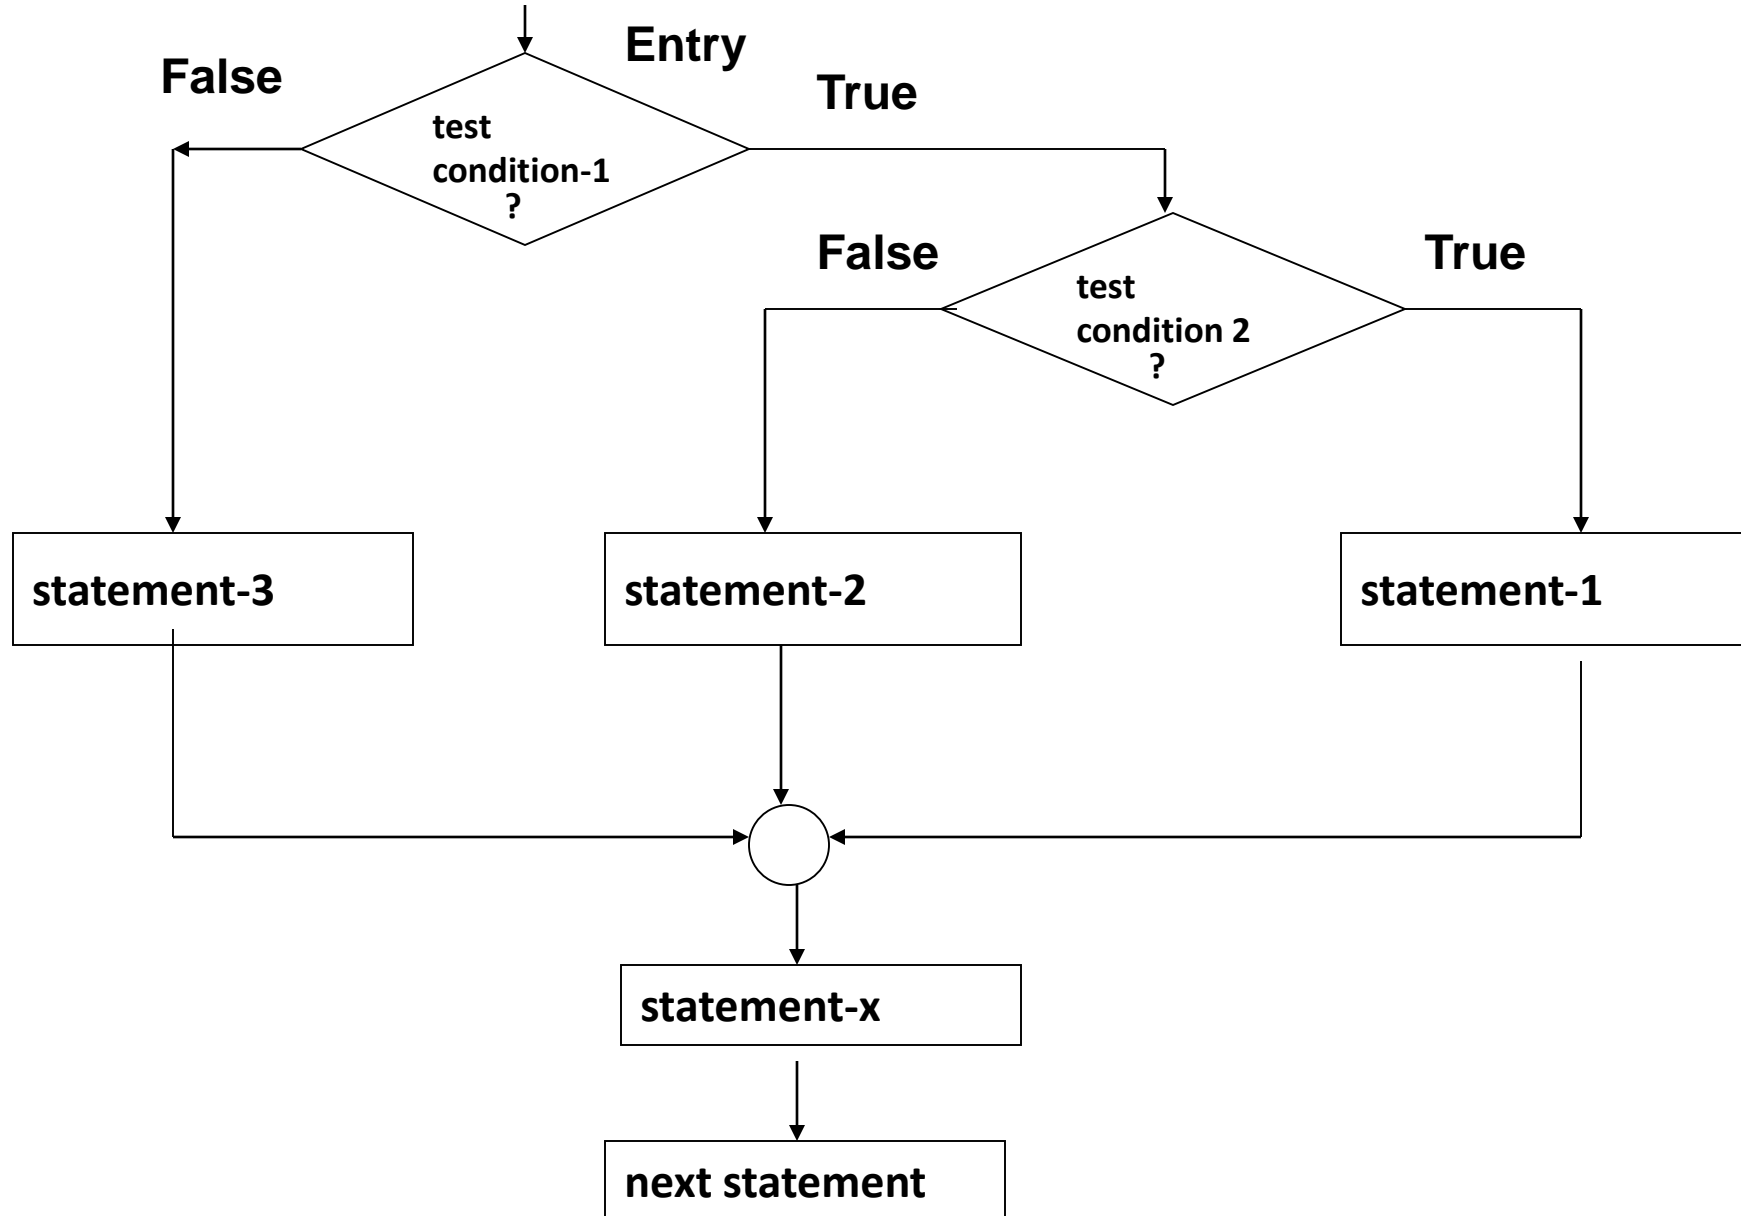 Entry
False
True
test
condition-1
?
False
True
test
condition 2
?
statement-3
statement-2
statement-1
statement-x
next statement